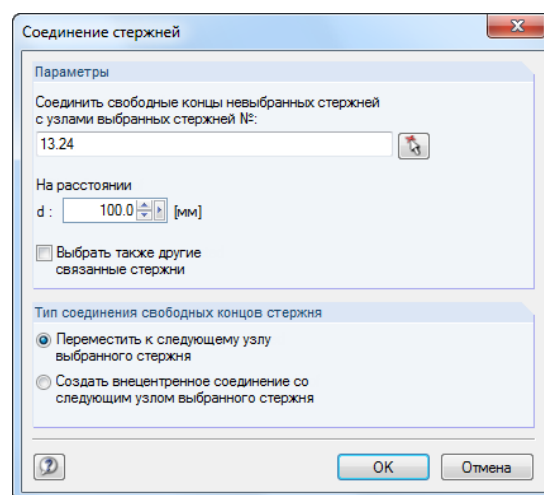 Соединение стержней
Параметры
Соединить свободные концы невыбранных стержней
с узлами выбранных стержней №:
13.24
На расстоянии
d : 100.0 [мм]
Выбрать также другие
связанные стержни
Тип соединения свободных концов стержня
Переместить к следующему узлу
выбранного стержня
Создать внецентренное соединение со
следующим узлом выбранного стержня
OK Отмена